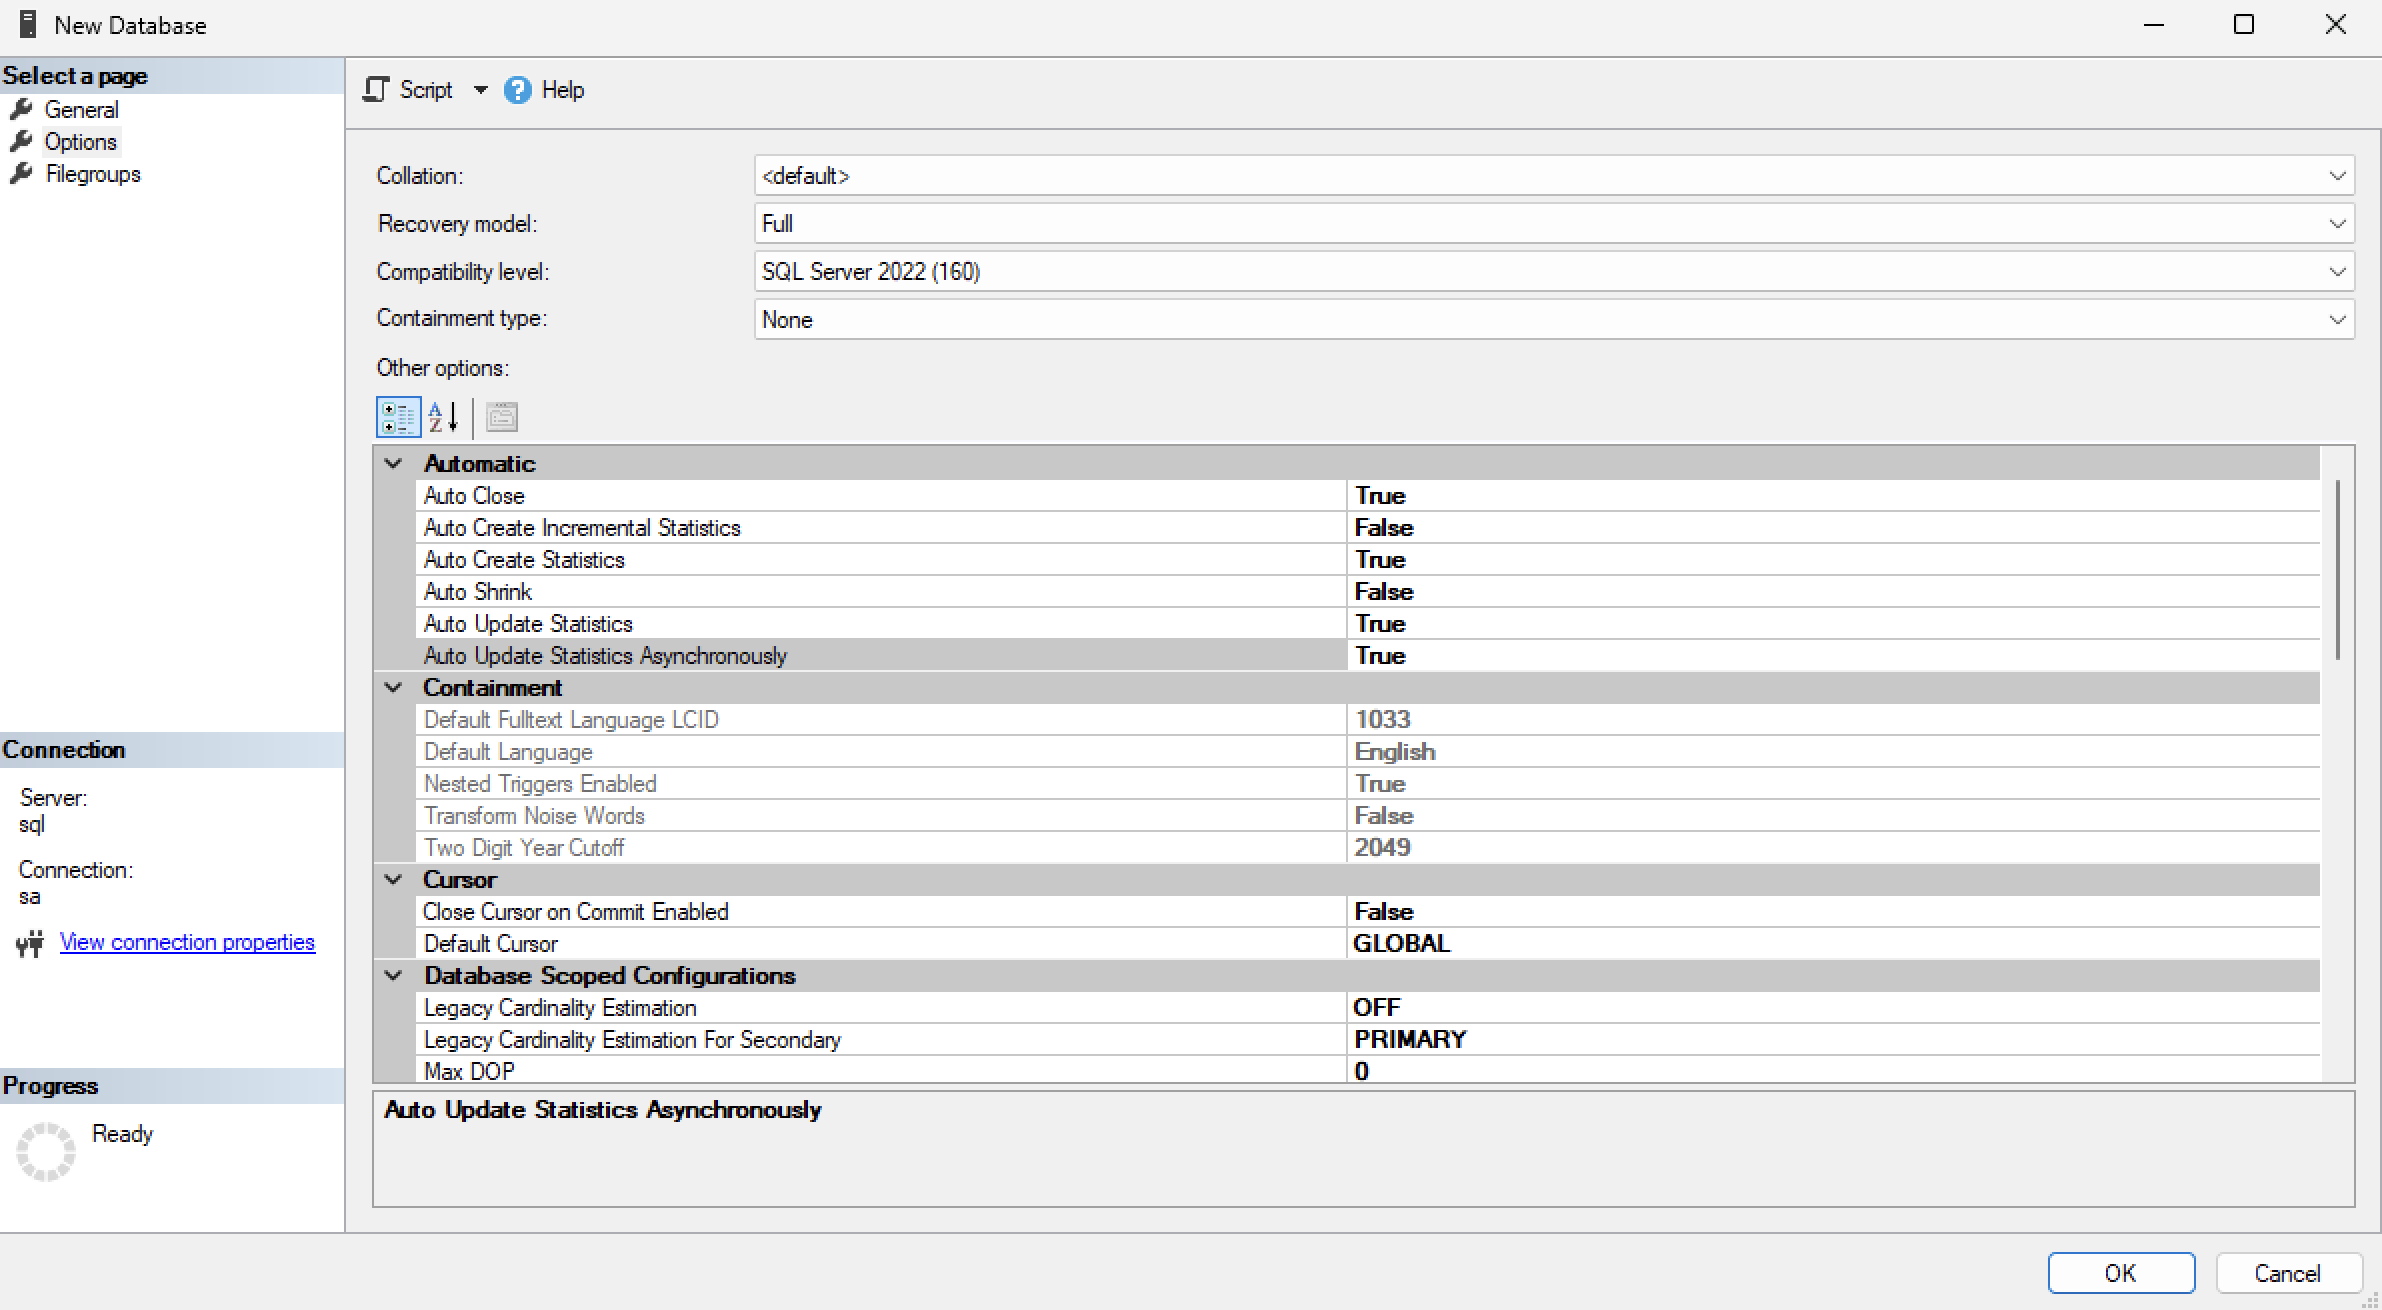 New Database
Select a page
General
Options
Filegroups
Script
Help
Collation:
<default>
Recovery model:
Full
Compatibility level:
SQL Server 2022 (160)
Containment type:
None
Other options:
Automatic
Auto Close True
Auto Create Incremental Statistics False
Auto Create Statistics True
Auto Shrink False
Auto Update Statistics True
Auto Update Statistics Asynchronously True
Containment
Default Fulltext Language LCID 1033
Default Language English
Nested Triggers Enabled True
Transform Noise Words False
Two Digit Year Cutoff 2049
Cursor
Close Cursor on Commit Enabled False
Default Cursor GLOBAL
Database Scoped Configurations
Legacy Cardinality Estimation OFF
Legacy Cardinality Estimation For Secondary PRIMARY
Max DOP 0
Auto Update Statistics Asynchronously
Connection
Server:
sql
Connection:
sa
View connection properties
Progress
Ready
OK
Cancel